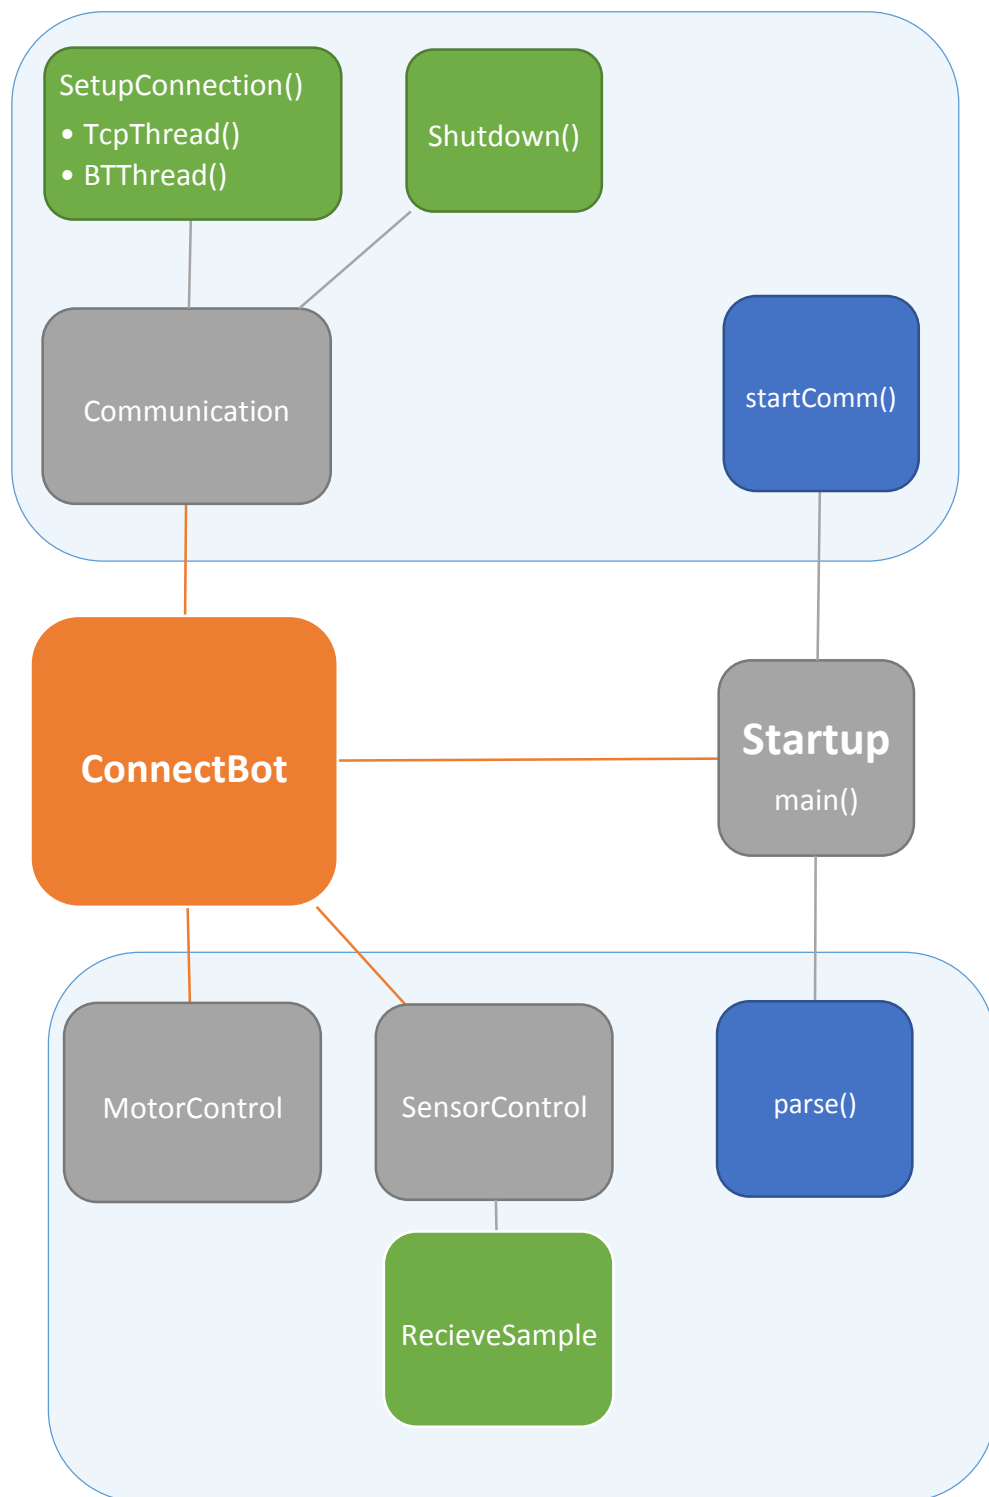 SetupConnection()
• TcpThread()
• BTThread()
Shutdown()
Communication
startComm()
ConnectBot
Startup
main()
MotorControl
SensorControl
parse()
RecieveSample